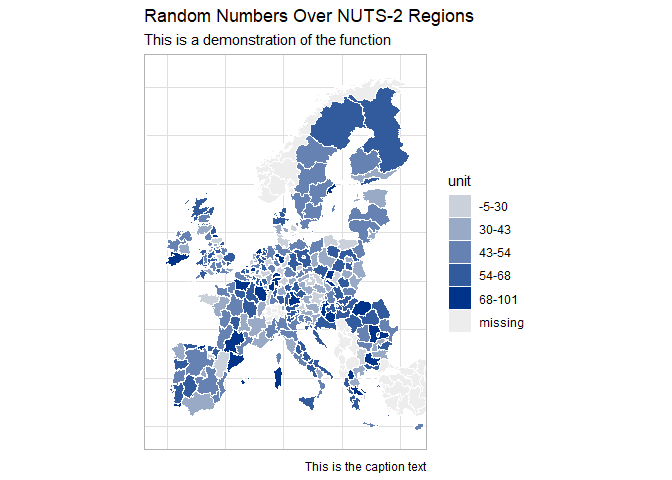 Random Numbers Over NUTS-2 Regions
This is a demonstration of the function
unit
-5-30
30-43
43-54
54-68
68-101
missing
This is the caption text